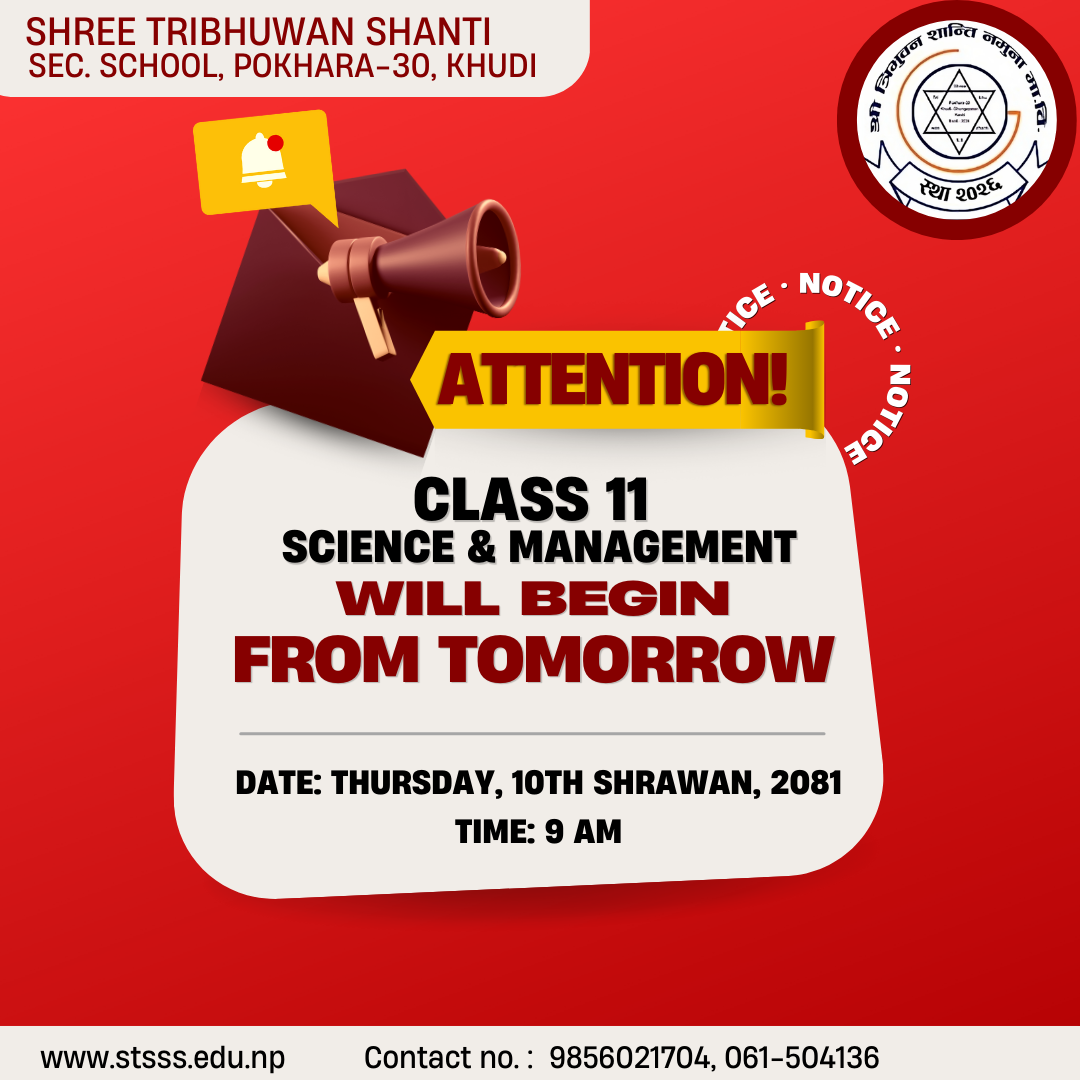 SHREE TRIBHUWAN SHANTI
SEC. SCHOOL, POKHARA-30, KHUDI
श्री त्रिभुवन शान्ति नमुना मा.वि.
स्था २०२६
NOTICE · NOTICE
ATTENTION!
CLASS 11
SCIENCE & MANAGEMENT
WILL BEGIN
FROM TOMORROW
DATE: THURSDAY, 10TH SHRAWAN, 2081
TIME: 9 AM
www.stsss.edu.np Contact no. : 9856021704, 061-504136